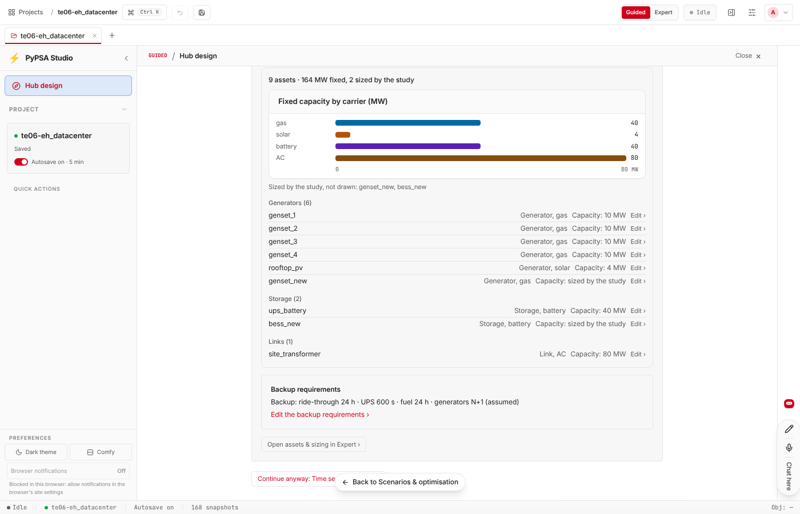 Projects / te06-eh_datacenter
⌘ Ctrl K
Guided Expert
Idle
A
te06-eh_datacenter ×
PyPSA Studio
GUIDED / Hub design
Close ×
Hub design
PROJECT
te06-eh_datacenter
Saved
Autosave on · 5 min
QUICK ACTIONS
9 assets · 164 MW fixed, 2 sized by the study
Fixed capacity by carrier (MW)
gas 40
solar 4
battery 40
AC 80
0 80 MW
Sized by the study, not drawn: genset_new, bess_new
Generators (6)
genset_1 Generator, gas Capacity: 10 MW Edit ›
genset_2 Generator, gas Capacity: 10 MW Edit ›
genset_3 Generator, gas Capacity: 10 MW Edit ›
genset_4 Generator, gas Capacity: 10 MW Edit ›
rooftop_pv Generator, solar Capacity: 4 MW Edit ›
genset_new Generator, gas Capacity: sized by the study Edit ›
Storage (2)
ups_battery Storage, battery Capacity: 40 MW Edit ›
bess_new Storage, battery Capacity: sized by the study Edit ›
Links (1)
site_transformer Link, AC Capacity: 80 MW Edit ›
Backup requirements
Backup: ride-through 24 h · UPS 600 s · fuel 24 h · generators N+1 (assumed)
Edit the backup requirements ›
Open assets & sizing in Expert ›
Continue anyway: Time se
← Back to Scenarios & optimisation
PREFERENCES
Dark theme
Comfy
Browser notifications Off
Blocked in this browser: allow notifications in the
browser's site settings
Chat here
Idle te06-eh_datacenter Autosave on 168 snapshots Obj: —